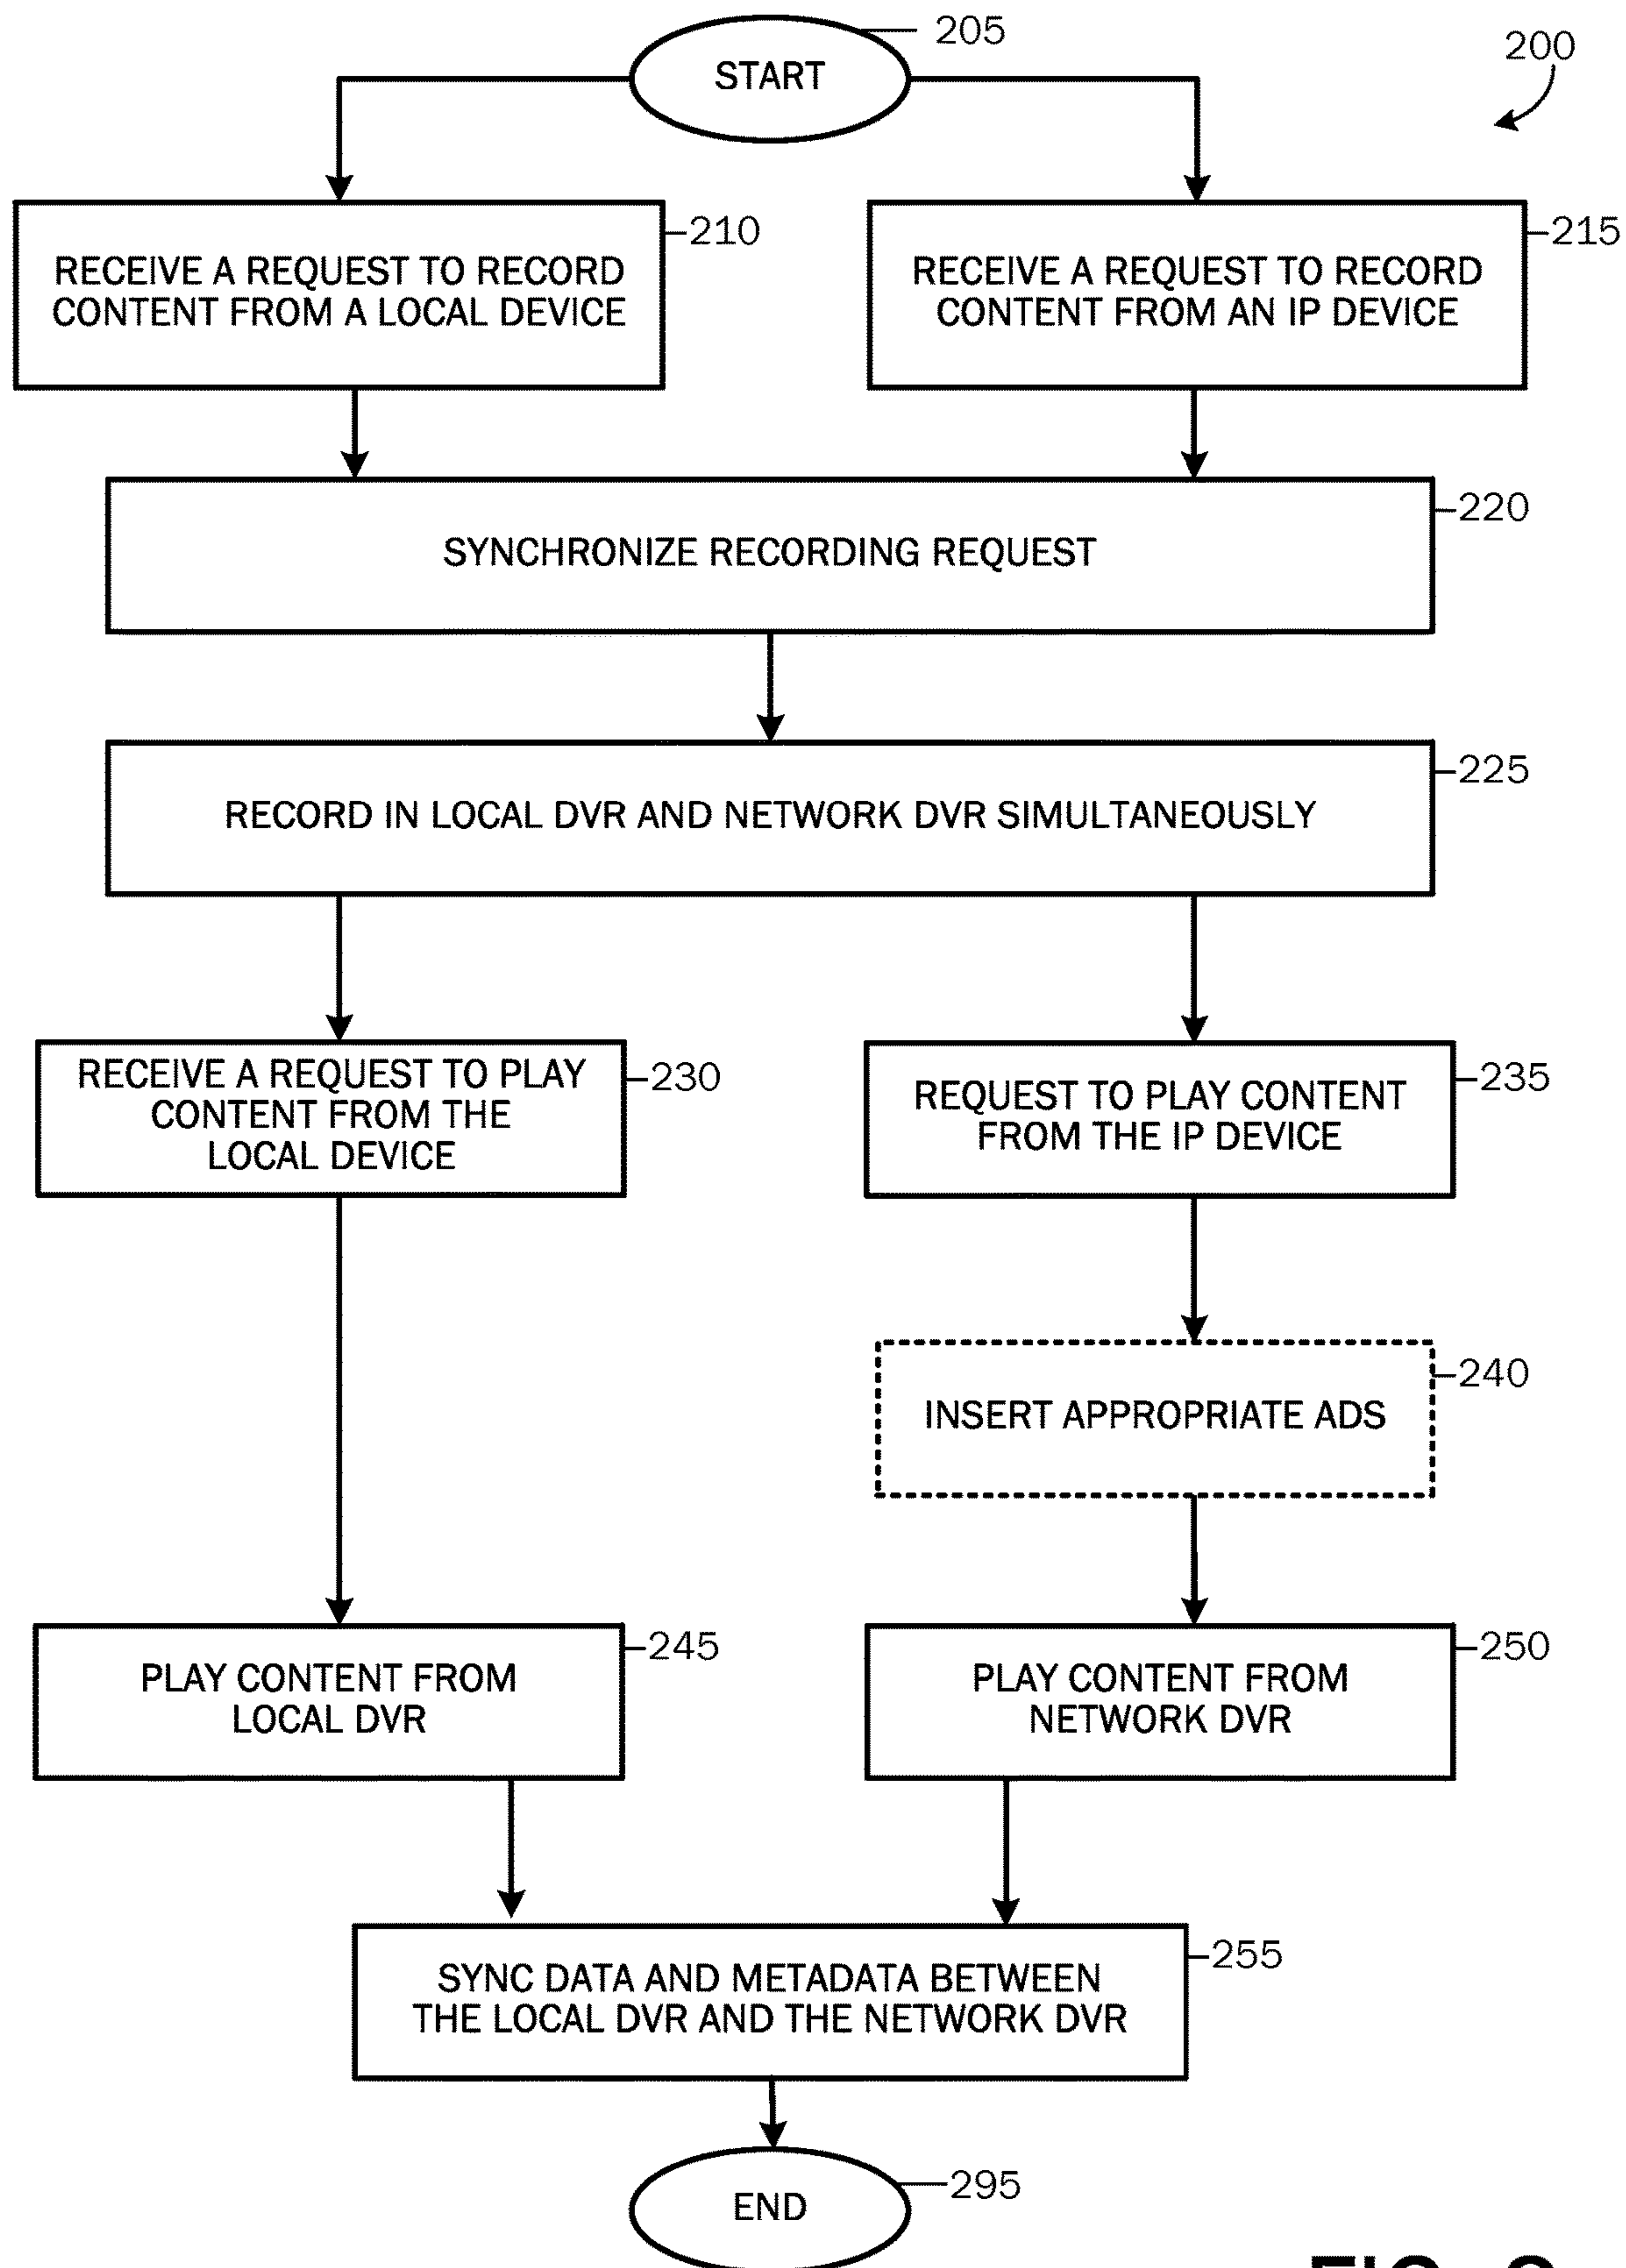 205
START
200
210
RECEIVE A REQUEST TO RECORD
CONTENT FROM A LOCAL DEVICE
215
RECEIVE A REQUEST TO RECORD
CONTENT FROM AN IP DEVICE
220
SYNCHRONIZE RECORDING REQUEST
225
RECORD IN LOCAL DVR AND NETWORK DVR SIMULTANEOUSLY
230
RECEIVE A REQUEST TO PLAY
CONTENT FROM THE
LOCAL DEVICE
235
REQUEST TO PLAY CONTENT
FROM THE IP DEVICE
240
INSERT APPROPRIATE ADS
245
PLAY CONTENT FROM
LOCAL DVR
250
PLAY CONTENT FROM
NETWORK DVR
255
SYNC DATA AND METADATA BETWEEN
THE LOCAL DVR AND THE NETWORK DVR
295
END